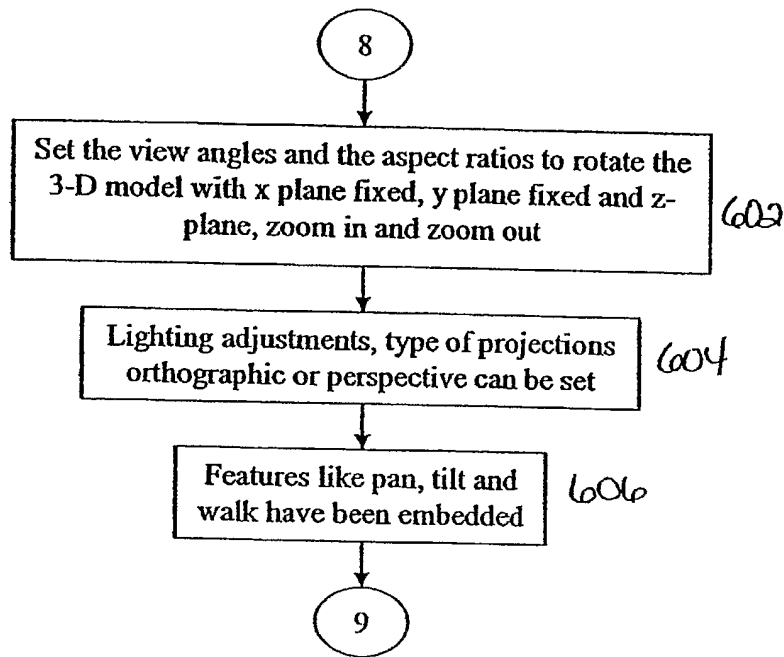 8
Set the view angles and the aspect ratios to rotate the
3-D model with x plane fixed, y plane fixed and z-
plane, zoom in and zoom out
602
Lighting adjustments, type of projections
orthographic or perspective can be set
604
Features like pan, tilt and
walk have been embedded
606
9